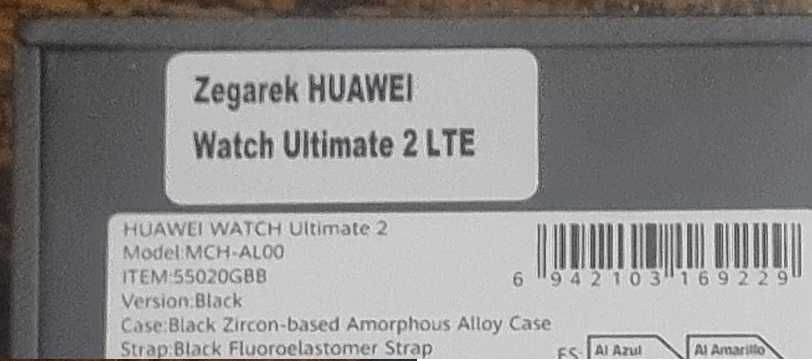 Zegarek HUAWEI
Watch Ultimate 2 LTE
HUAWEI WATCH Ultimate 2
Model:MCH-AL00
ITEM:55020GBB
Version:Black
Case:Black Zircon-based Amorphous Alloy Case
Strap:Black Fluoroelastomer Strap
6 942103 169229
ES: Al Azul Al Amarillo